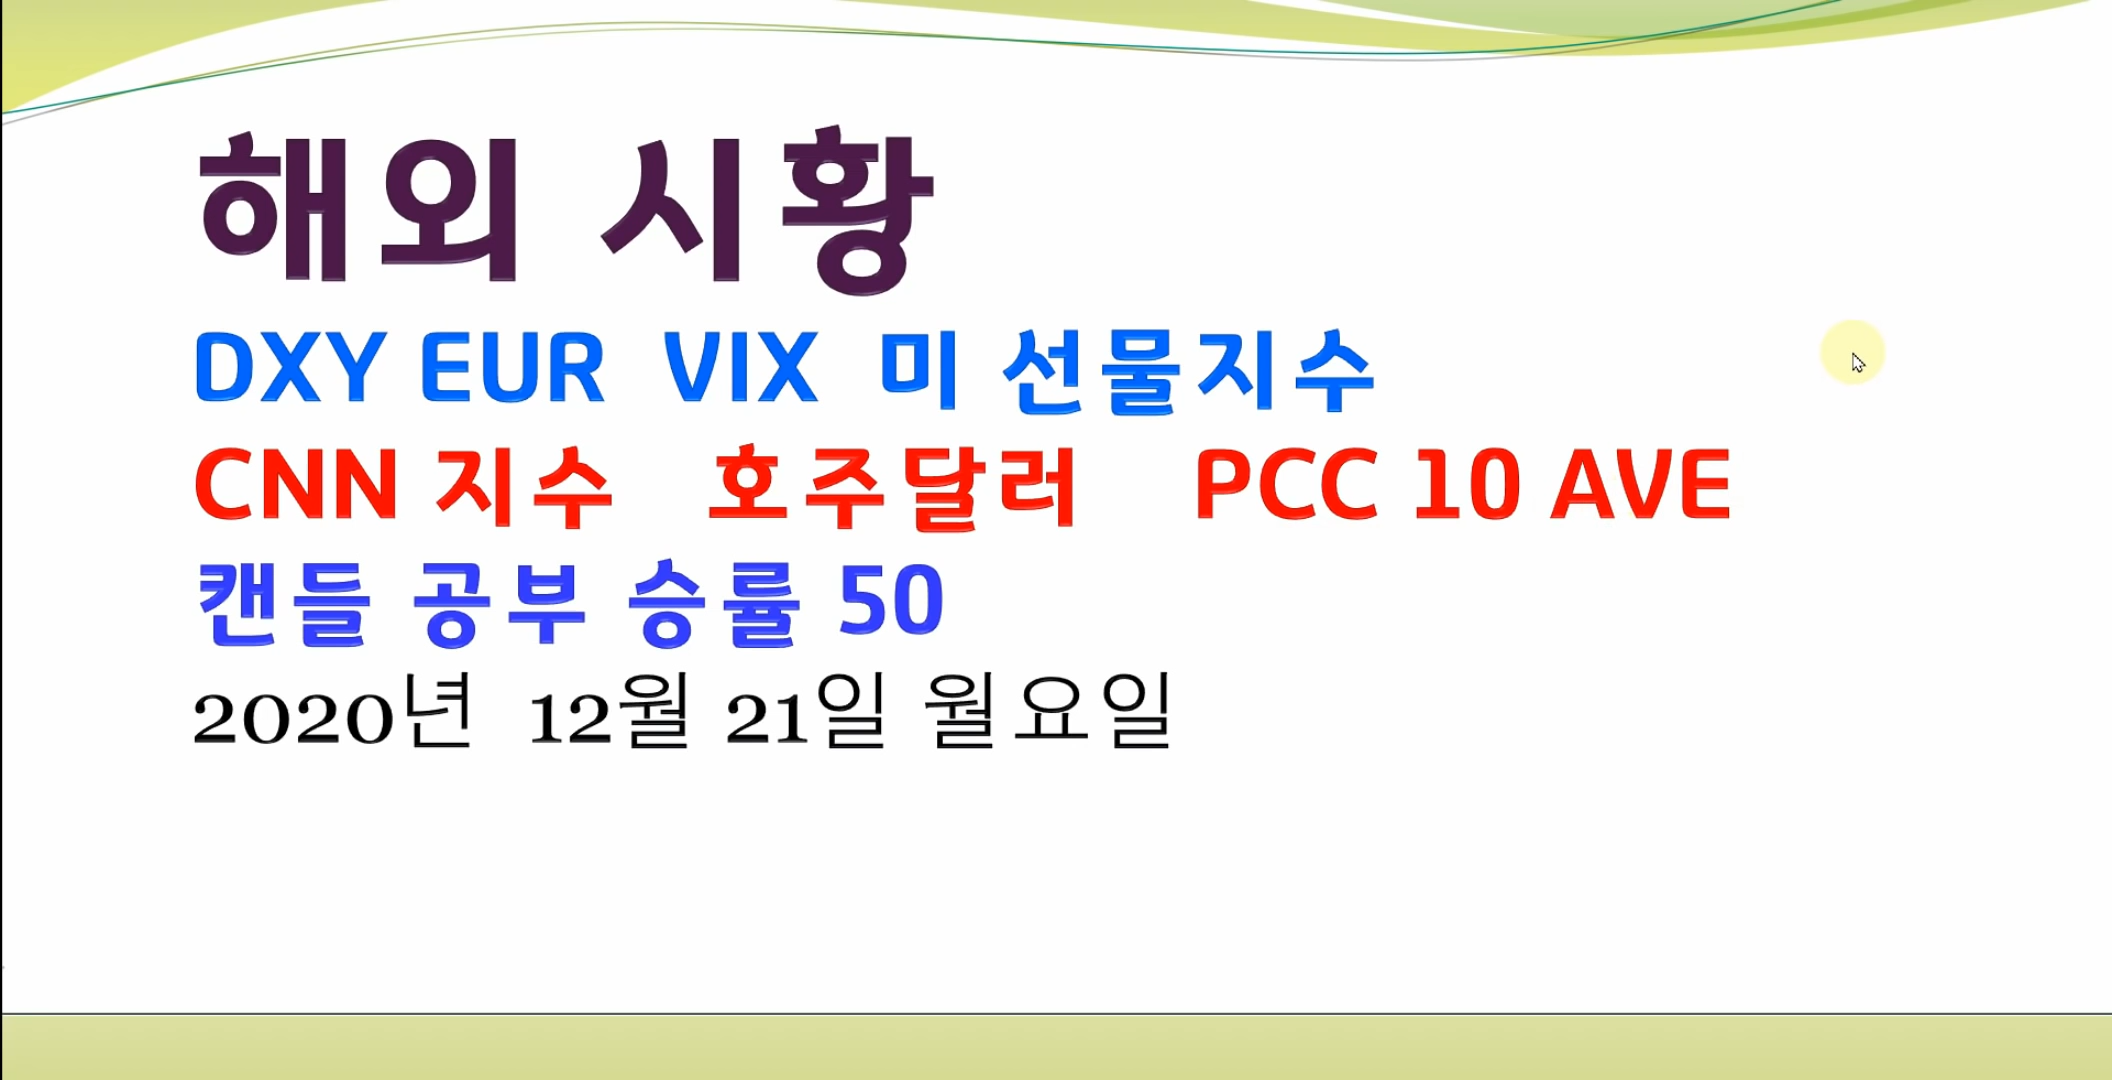 해외 시황
DXY EUR VIX 미 선물지수
CNN 지수 호주달러 PCC 10 AVE
캔들 공부 승률 50
2020년 12월 21일 월요일